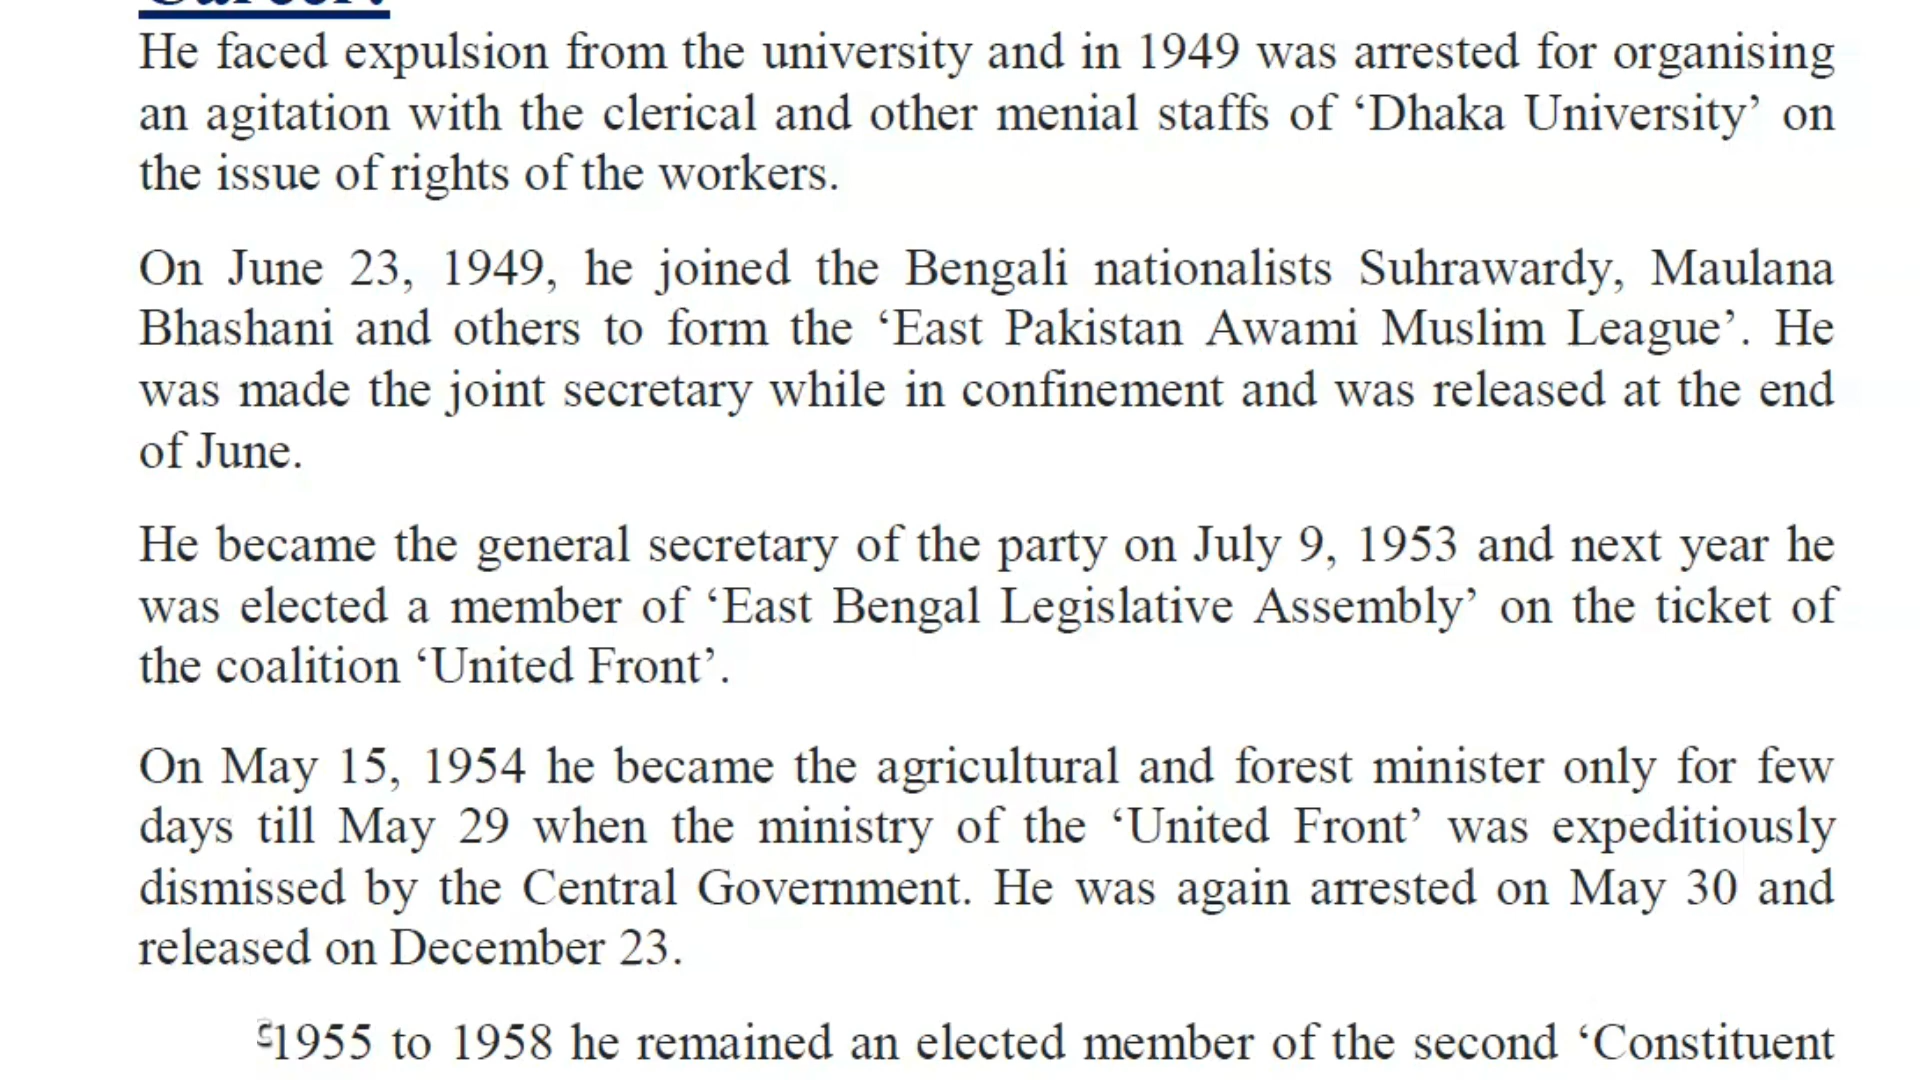 Career:
He faced expulsion from the university and in 1949 was arrested for organising
an agitation with the clerical and other menial staffs of ‘Dhaka University’ on
the issue of rights of the workers.
On June 23, 1949, he joined the Bengali nationalists Suhrawardy, Maulana
Bhashani and others to form the ‘East Pakistan Awami Muslim League’. He
was made the joint secretary while in confinement and was released at the end
of June.
He became the general secretary of the party on July 9, 1953 and next year he
was elected a member of ‘East Bengal Legislative Assembly’ on the ticket of
the coalition ‘United Front’.
On May 15, 1954 he became the agricultural and forest minister only for few
days till May 29 when the ministry of the ‘United Front’ was expeditiously
dismissed by the Central Government. He was again arrested on May 30 and
released on December 23.
1955 to 1958 he remained an elected member of the second ‘Constituent